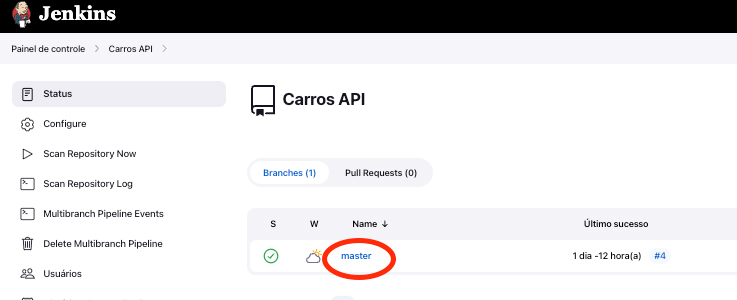 Jenkins
Painel de controle > Carros API >
Status
Configure
Scan Repository Now
Scan Repository Log
Multibranch Pipeline Events
Delete Multibranch Pipeline
Usuários
Carros API
Branches (1) Pull Requests (0)
S W Name ↓ Último sucesso
master 1 dia -12 hora(a) #4